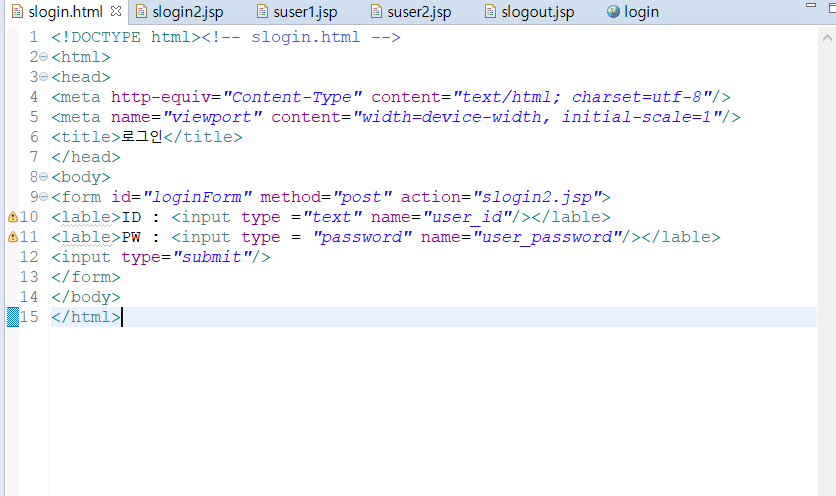 slogin.html slogin2.jsp suser1.jsp suser2.jsp slogout.jsp login
1 <!DOCTYPE html><!-- slogin.html -->
2 <html>
3 <head>
4 <meta http-equiv="Content-Type" content="text/html; charset=utf-8"/>
5 <meta name="viewport" content="width=device-width, initial-scale=1"/>
6 <title>로그인</title>
7 </head>
8 <body>
9 <form id="loginForm" method="post" action="slogin2.jsp">
10 <lable>ID : <input type ="text" name="user_id"/></lable>
11 <lable>PW : <input type = "password" name="user_password"/></lable>
12 <input type="submit"/>
13 </form>
14 </body>
15 </html>